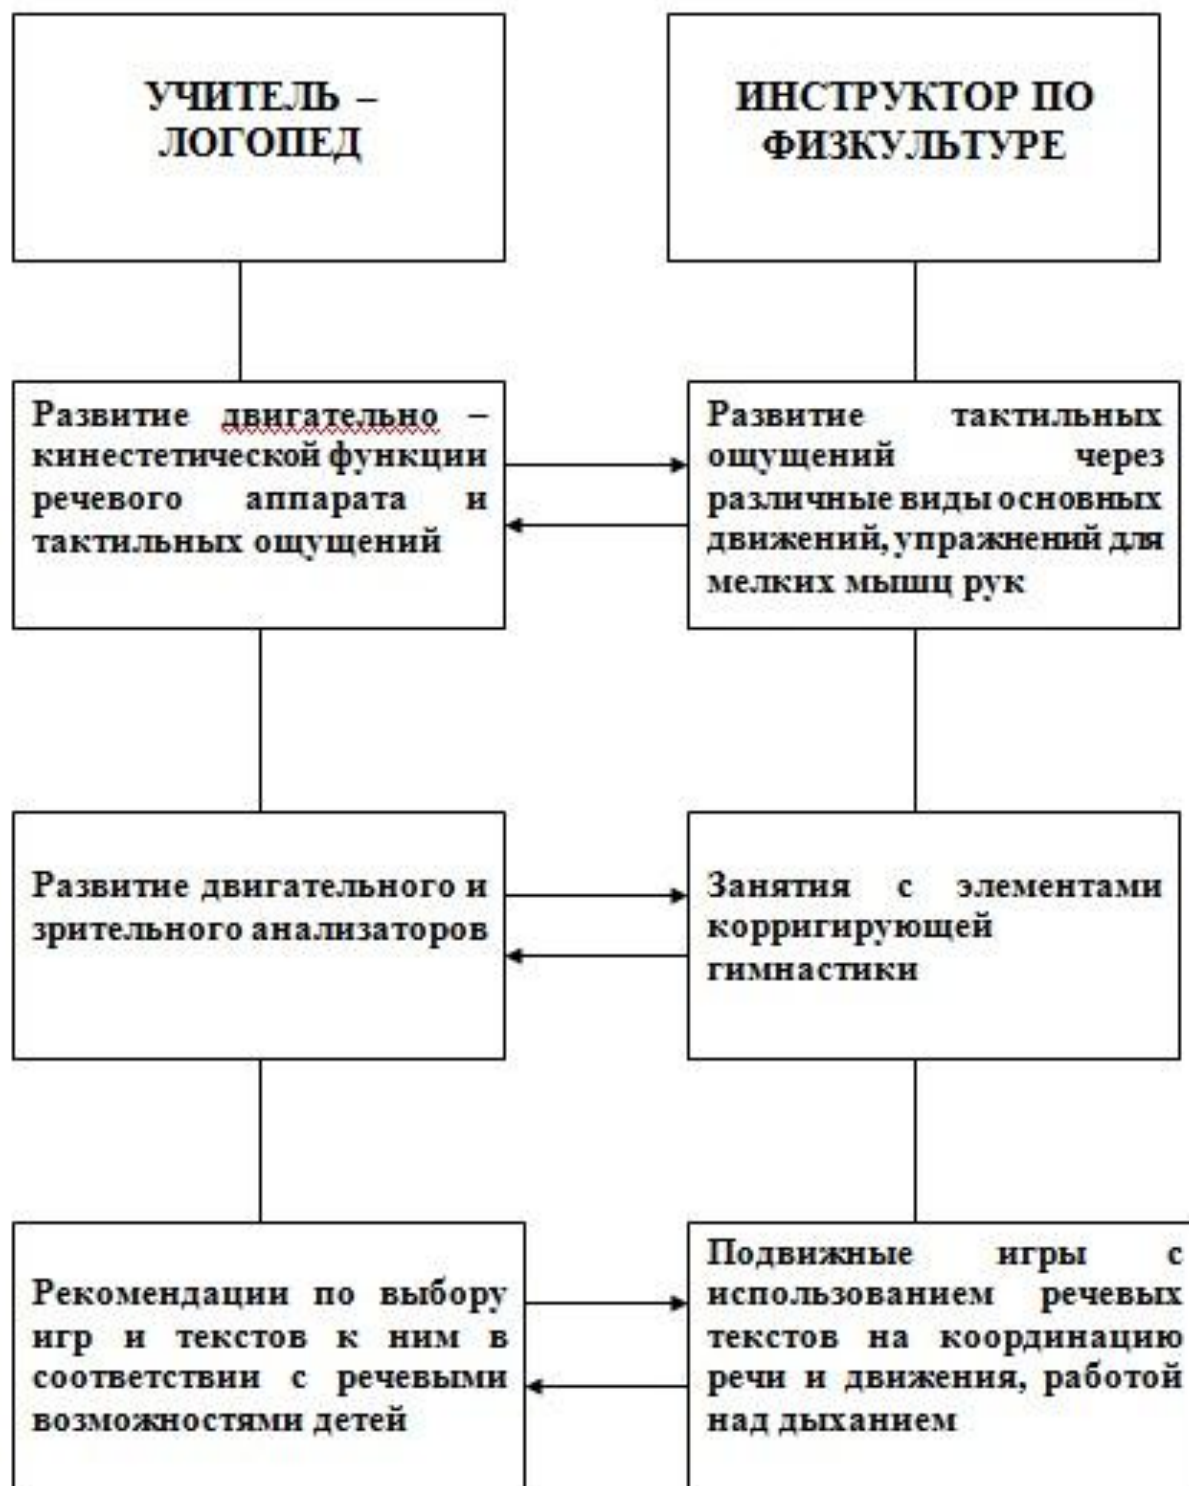 УЧИТЕЛЬ –
ЛОГОПЕД
ИНСТРУКТОР ПО
ФИЗКУЛЬТУРЕ
Развитие двигательно –
кинестетической функции
речевого аппарата и
тактильных ощущений
Развитие тактильных
ощущений через
различные виды основных
движений, упражнений для
мелких мышц рук
Развитие двигательного и
зрительного анализаторов
Занятия с элементами
корригирующей
гимнастики
Рекомендации по выбору
игр и текстов к ним в
соответствии с речевыми
возможностями детей
Подвижные игры с
использованием речевых
текстов на координацию
речи и движения, работой
над дыханием